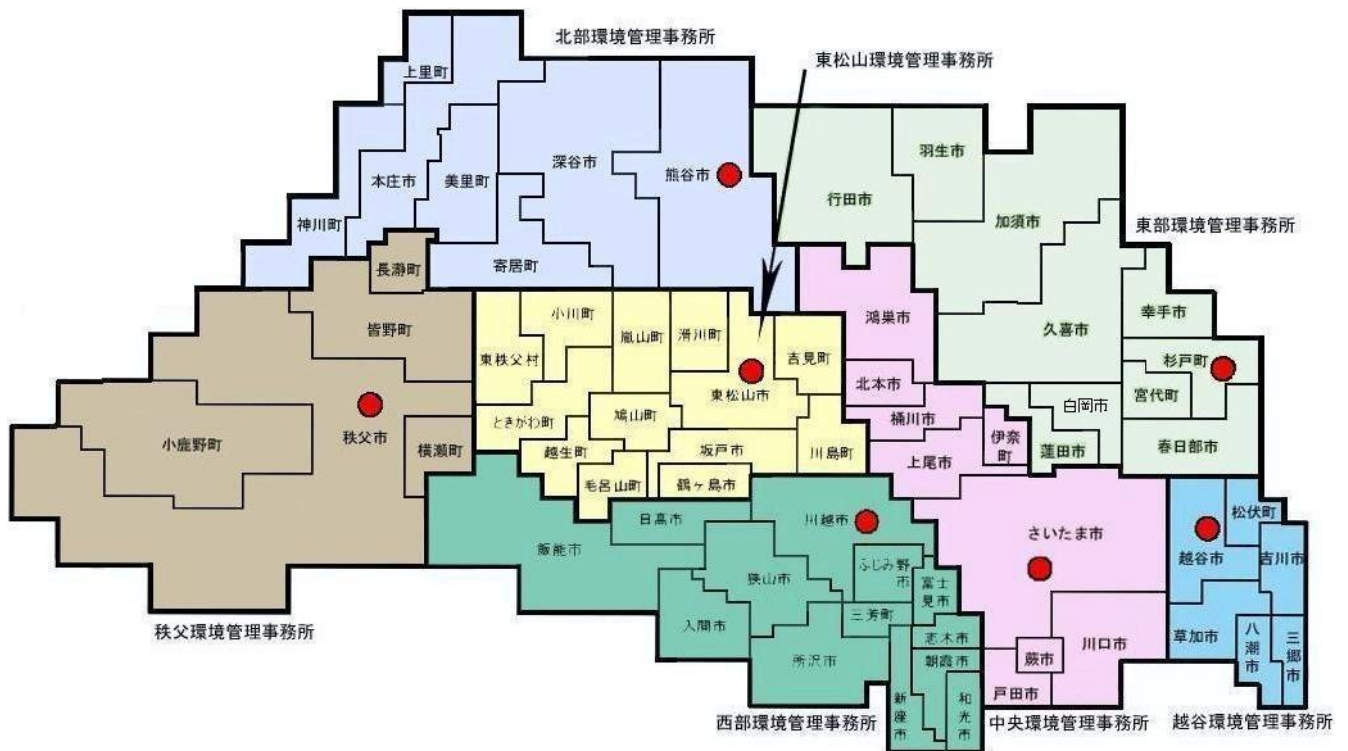 北部環境管理事務所
東松山環境管理事務所
上里町
本庄市
美里町
深谷市
熊谷市
神川町
寄居町
行田市
羽生市
加須市
東部環境管理事務所
長瀞町
皆野町
小川町
嵐山町
滑川町
吉見町
鴻巣市
久喜市
幸手市
東秩父村
東松山市
北本市
杉戸町
宮代町
白岡市
小鹿野町
秩父市
横瀬町
ときがわ町
鳩山町
桶川市
伊奈
町
越生町
坂戸市
川島町
上尾市
蓮田市
春日部市
毛呂山町
鶴ヶ島市
日高市
川越市
さいたま市
松伏町
飯能市
狭山市
ふじみ野
市
富士
見市
越谷市
吉川市
入間市
三芳町
秩父環境管理事務所
所沢市
志木市
朝霞市
蕨市
川口市
草加市
八
潮
市
三
郷
市
新
座
市
和
光
市
戸田市
西部環境管理事務所
中央環境管理事務所
越谷環境管理事務所